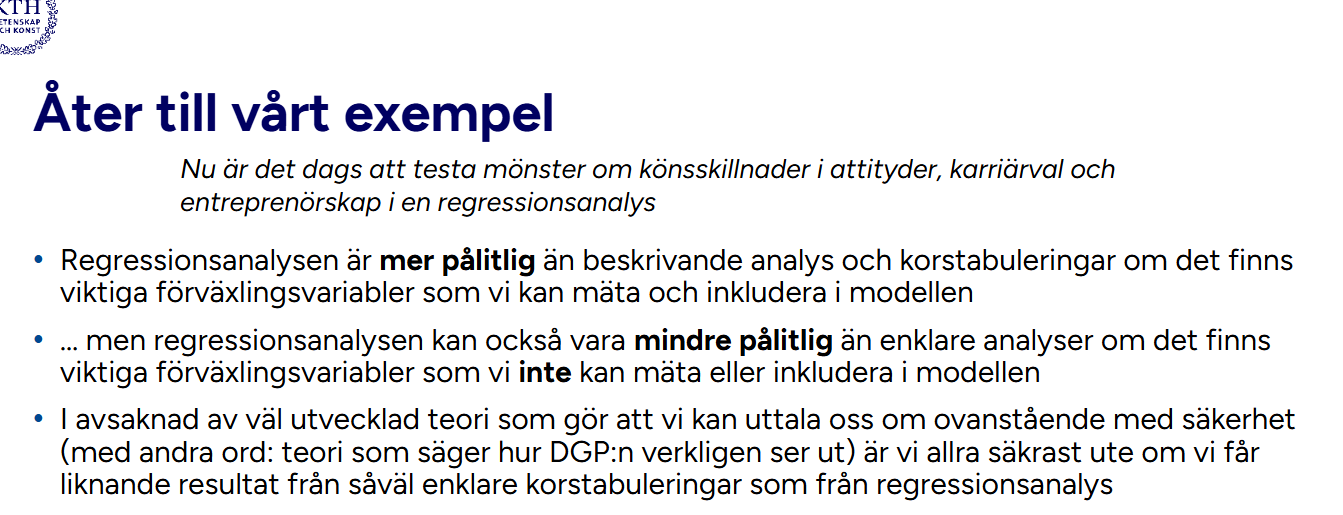 KTH
ETENSKAP
CH KONST
Åter till vårt exempel
Nu är det dags att testa mönster om könsskillnader i attityder, karriärval och
entreprenörskap i en regressionsanalys
• Regressionsanalysen är mer pålitlig än beskrivande analys och korstabuleringar om det finns
viktiga förväxlingsvariabler som vi kan mäta och inkludera i modellen
• … men regressionsanalysen kan också vara mindre pålitlig än enklare analyser om det finns
viktiga förväxlingsvariabler som vi inte kan mäta eller inkludera i modellen
• I avsaknad av väl utvecklad teori som gör att vi kan uttala oss om ovanstående med säkerhet
(med andra ord: teori som säger hur DGP:n verkligen ser ut) är vi allra säkrast ute om vi får
liknande resultat från såväl enklare korstabuleringar som från regressionsanalys